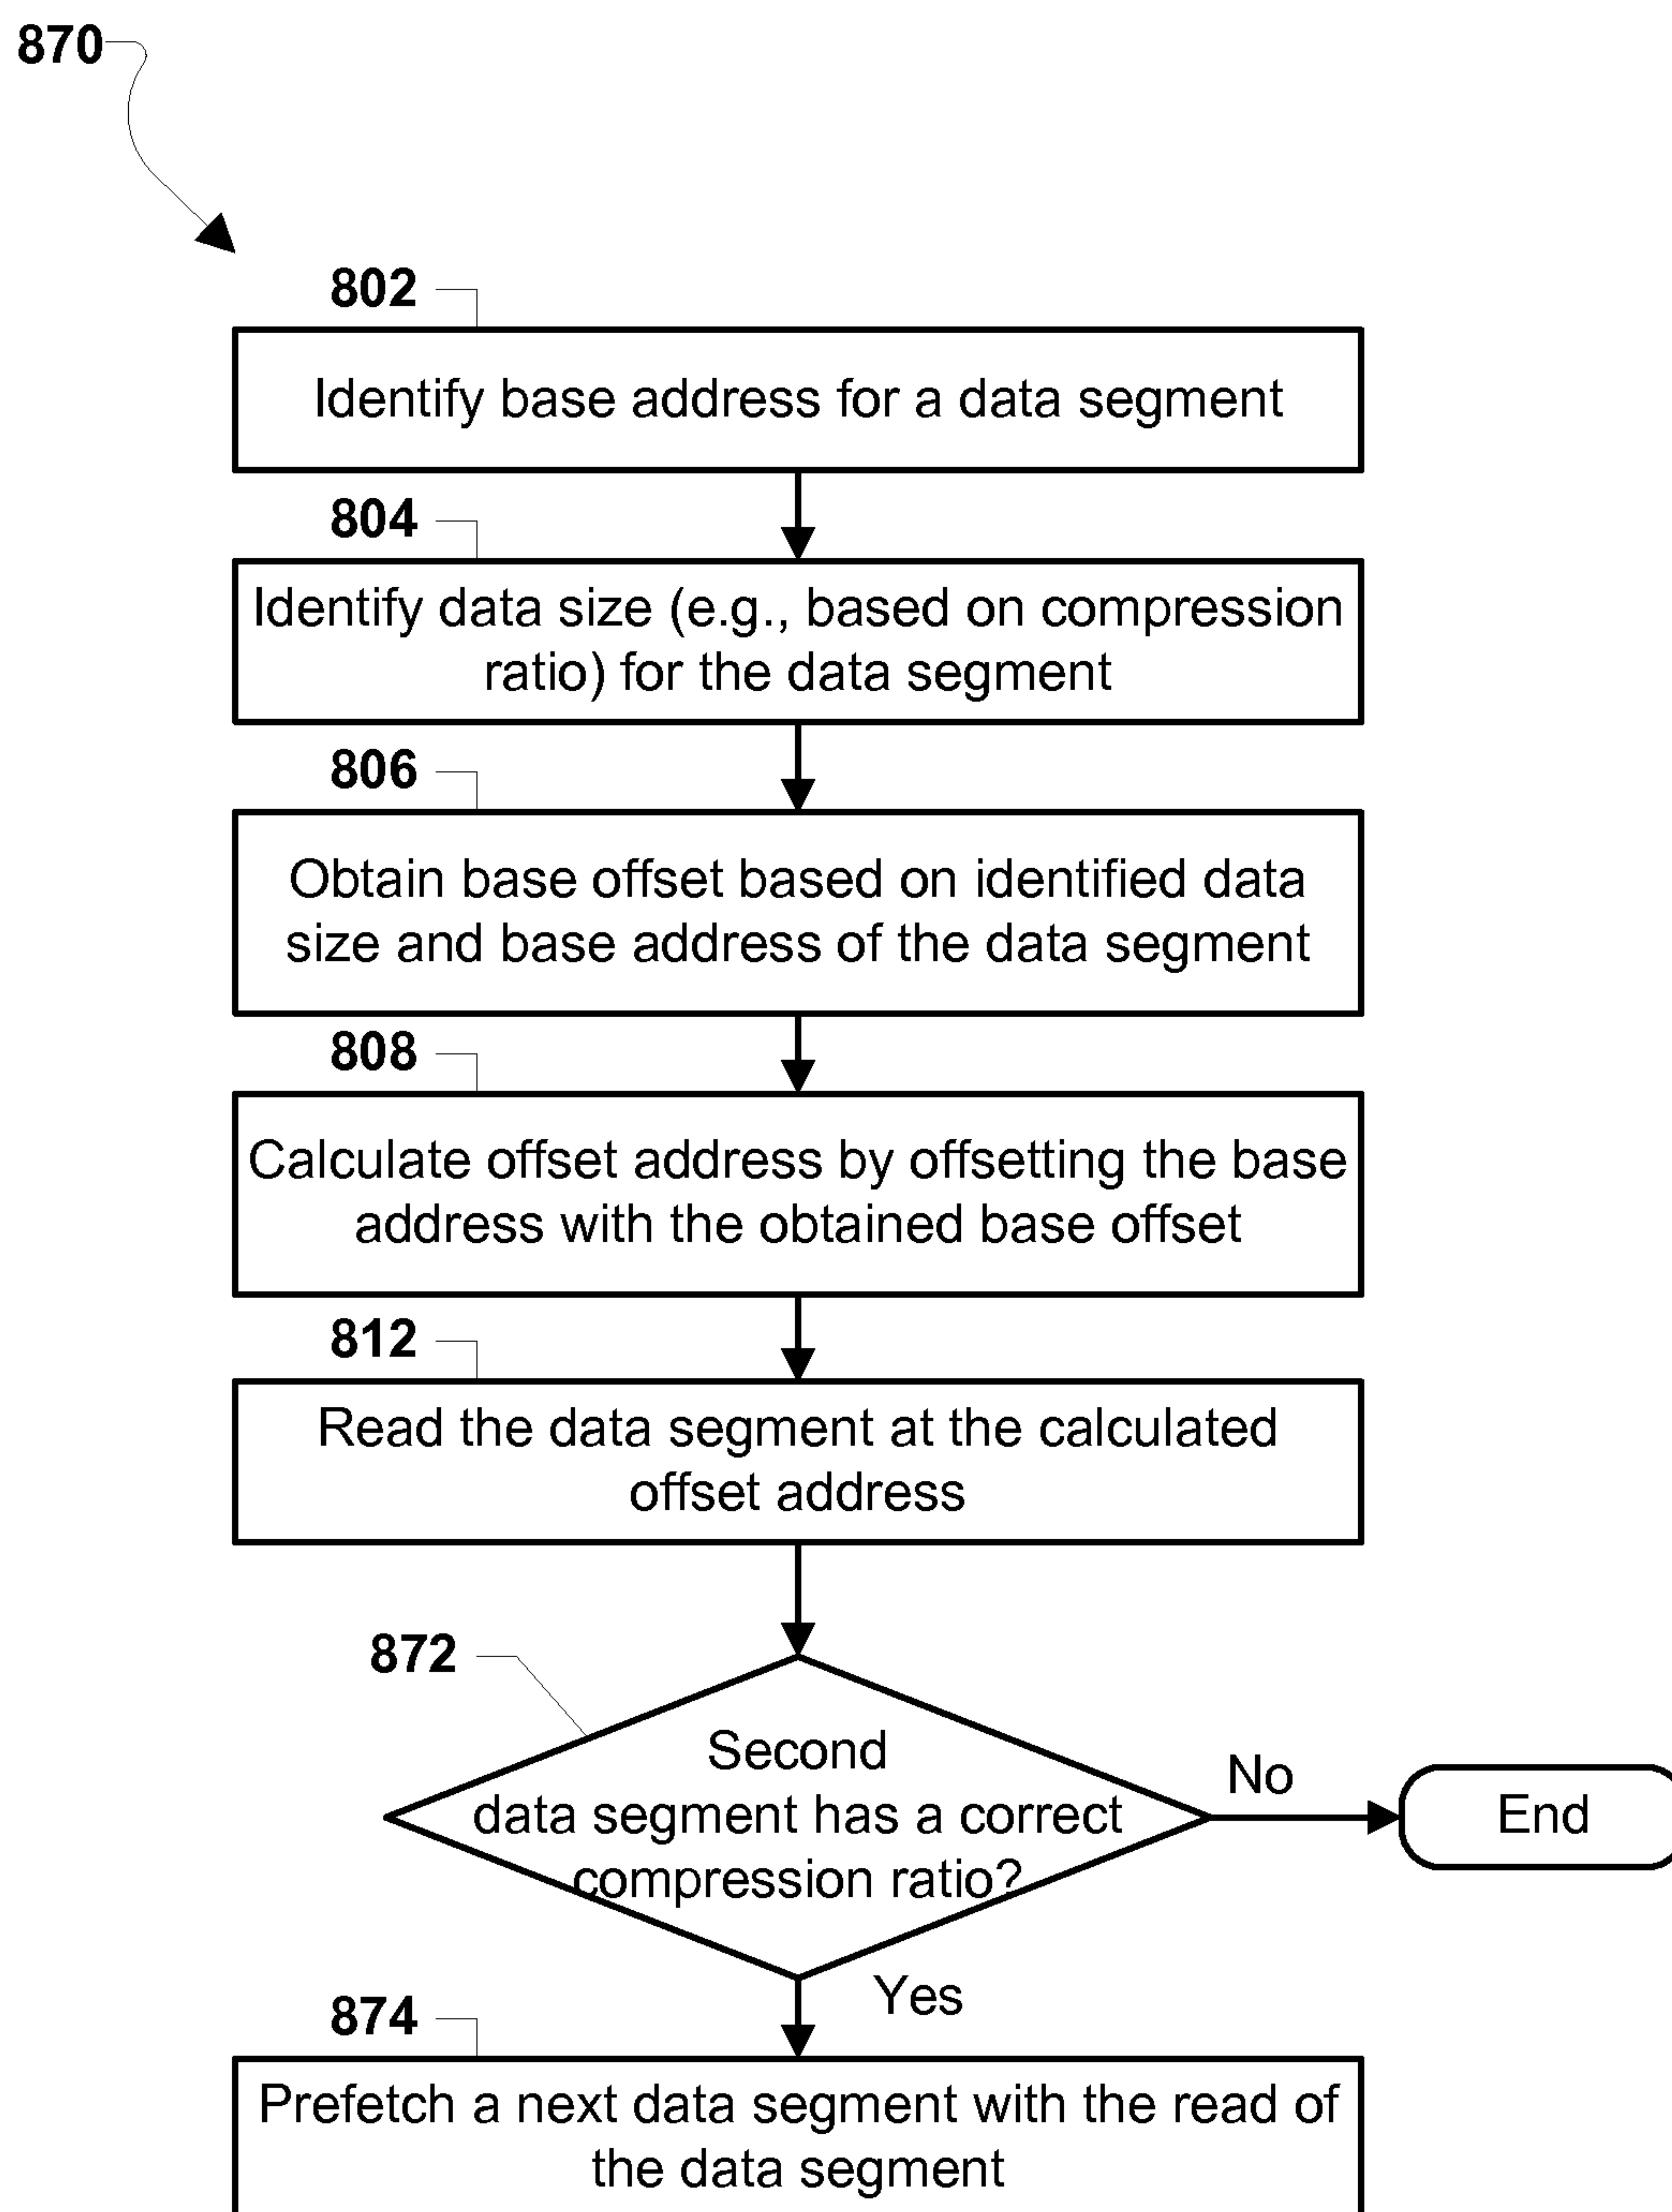 870
802
Identify base address for a data segment
804
Identify data size (e.g., based on compression
ratio) for the data segment
806
Obtain base offset based on identified data
size and base address of the data segment
808
Calculate offset address by offsetting the base
address with the obtained base offset
812
Read the data segment at the calculated
offset address
872
Second
data segment has a correct
compression ratio?
No
End
Yes
874
Prefetch a next data segment with the read of
the data segment